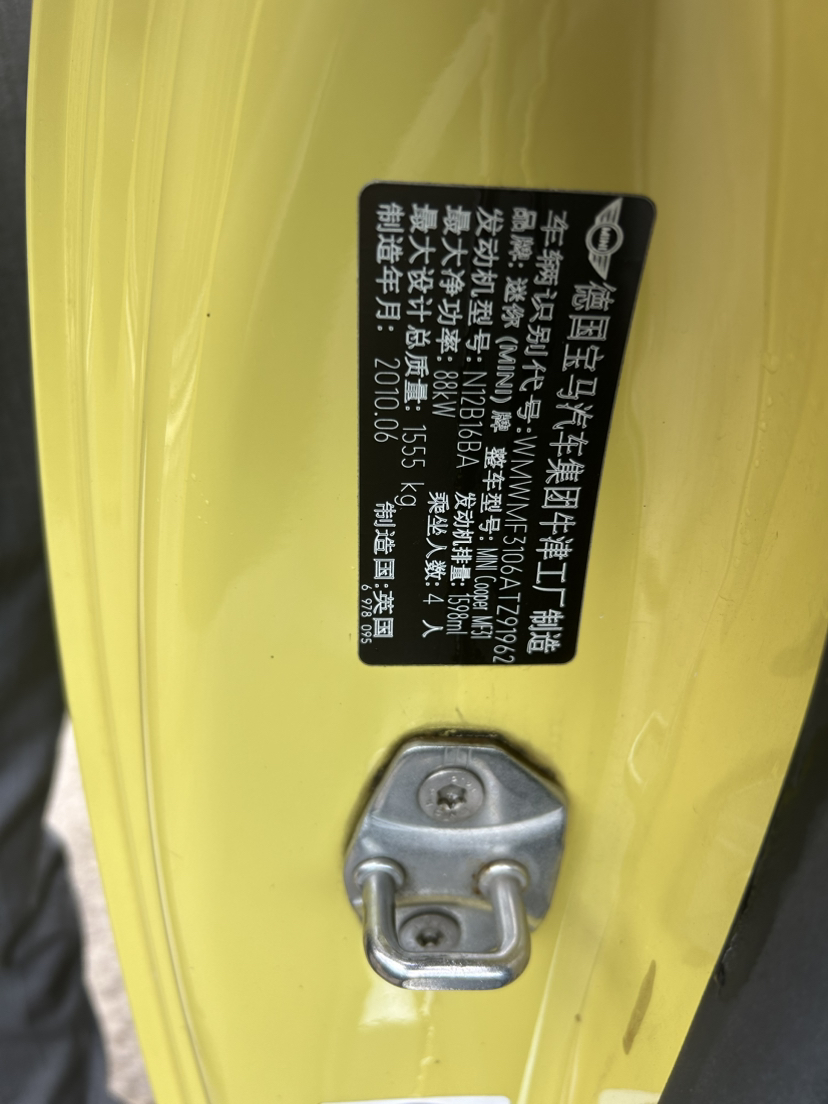 MINI
德国宝马汽车集团牛津工厂 制造
车辆识别代号:WMWMF3106ATZ91962
品牌: 迷你 (MINI) 牌 整车型号: MINI Cooper MF31
发动机型号: N12B16BA 发动机排量: 1598ml
最大净功率: 88kW 乘坐人数: 4 人
最大设计总质量: 1555 kg
制造年月: 2010.06 制造国:英国
6 978 095